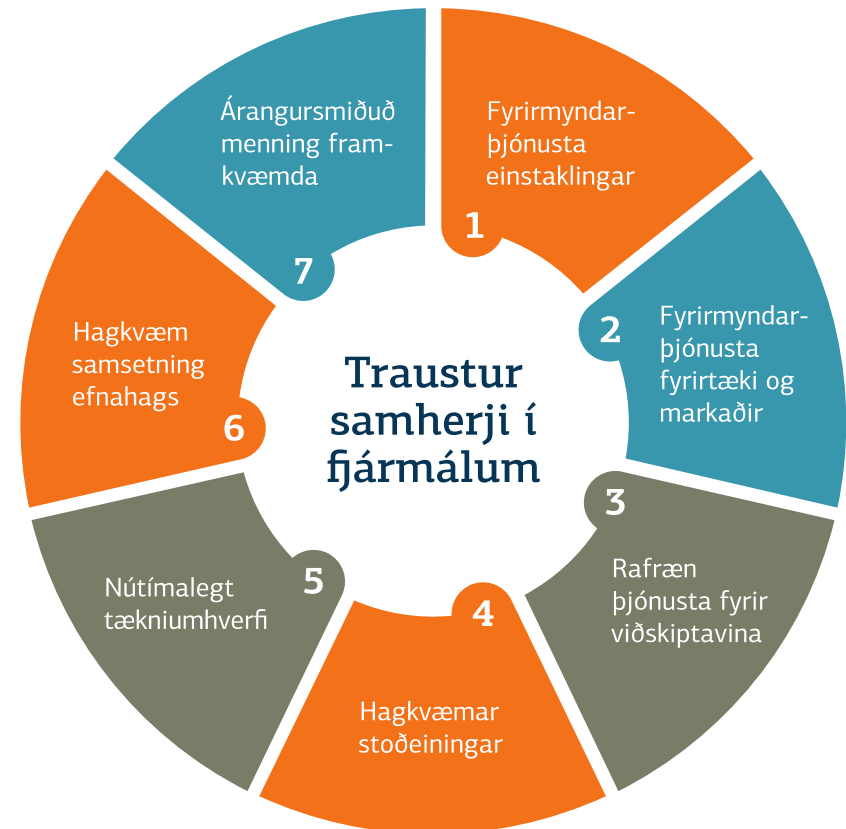 Traustur
samherji í
fjármálum
1
Fyrirmyndar-
þjónusta
einstaklingar
2
Fyrirmyndar-
þjónusta
fyrirtæki og
markaðir
3
Rafræn
þjónusta fyrir
viðskiptavina
4
Hagkvæmar
stoðeiningar
5
Nútímalegt
tækniumhverfi
6
Hagkvæm
samsetning
efnahags
7
Árangursmiðuð
menning fram-
kvæmda